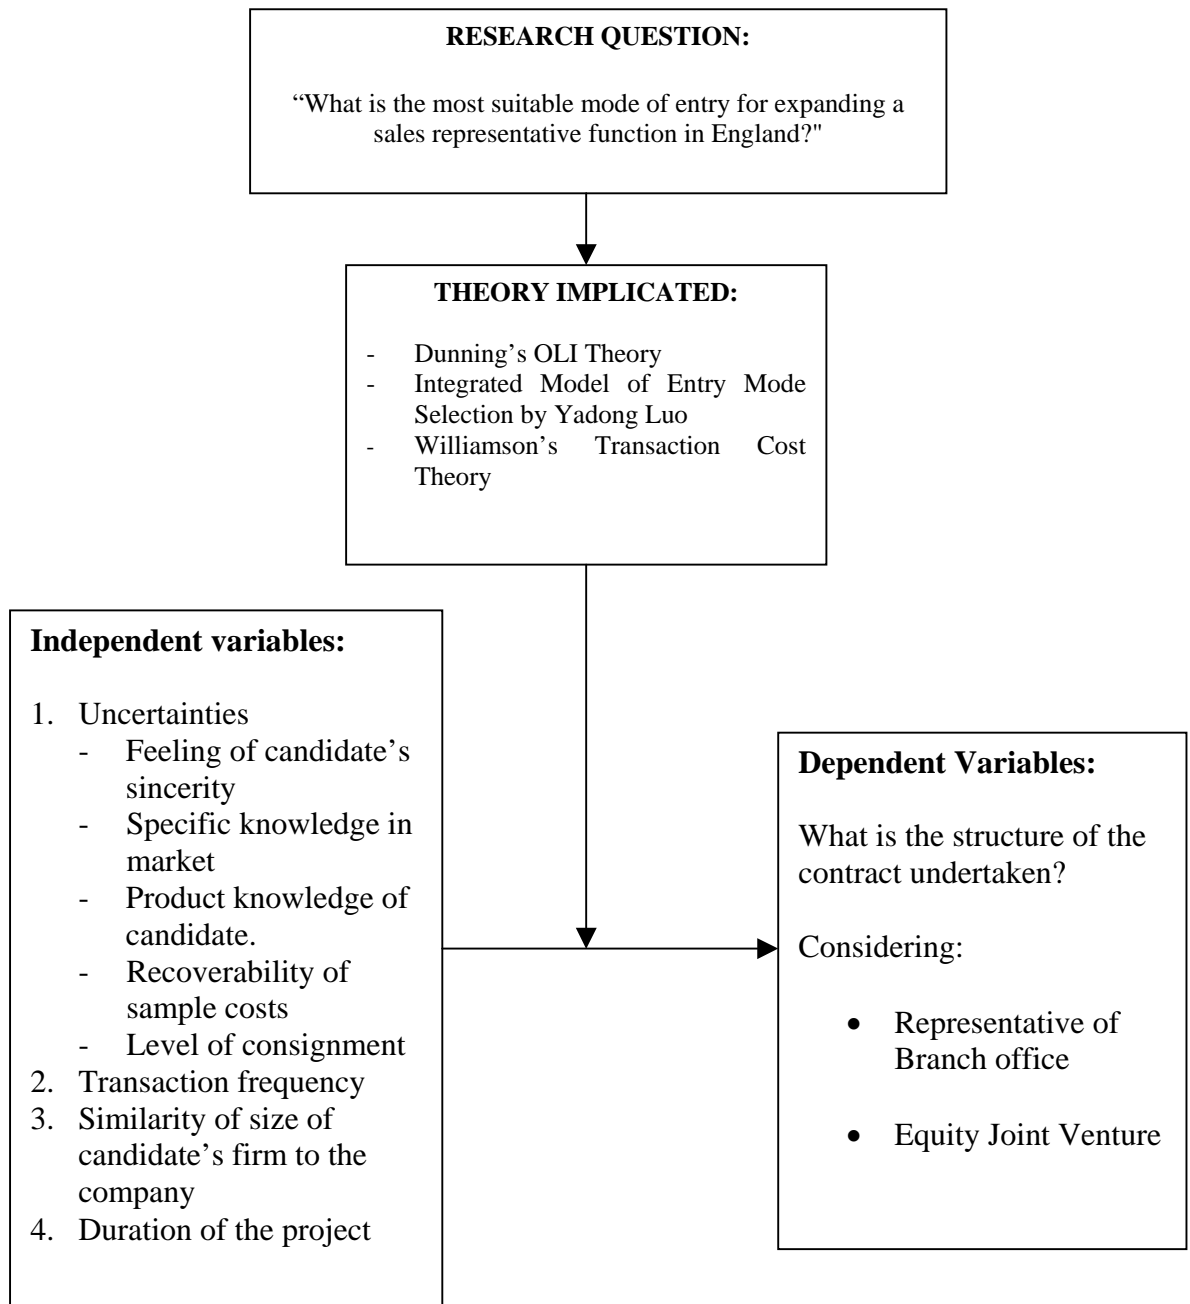 RESEARCH QUESTION:
“What is the most suitable mode of entry for expanding a
sales representative function in England?"
THEORY IMPLICATED:
- Dunning’s OLI Theory
- Integrated Model of Entry Mode
Selection by Yadong Luo
- Williamson’s Transaction Cost
Theory
Independent variables:
1. Uncertainties
- Feeling of candidate’s
sincerity
- Specific knowledge in
market
- Product knowledge of
candidate.
- Recoverability of
sample costs
- Level of consignment
2. Transaction frequency
3. Similarity of size of
candidate’s firm to the
company
4. Duration of the project
Dependent Variables:
What is the structure of the
contract undertaken?
Considering:
• Representative of
Branch office
• Equity Joint Venture